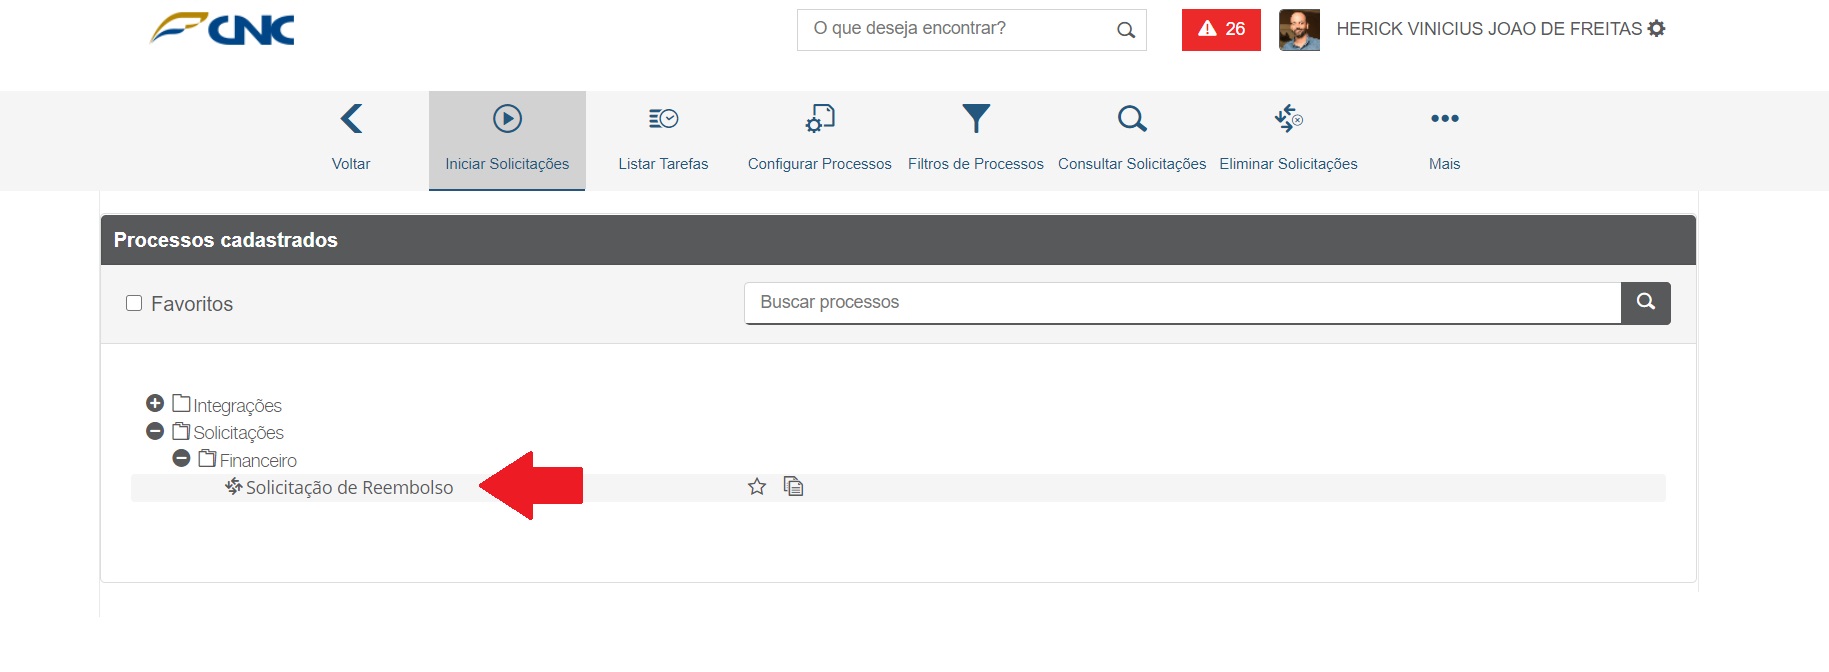 CNC
O que deseja encontrar?
26
HERICK VINICIUS JOAO DE FREITAS
Voltar
Iniciar Solicitações
Listar Tarefas
Configurar Processos
Filtros de Processos
Consultar Solicitações
Eliminar Solicitações
Mais
Processos cadastrados
Favoritos
Buscar processos
Integrações
Solicitações
Financeiro
Solicitação de Reembolso